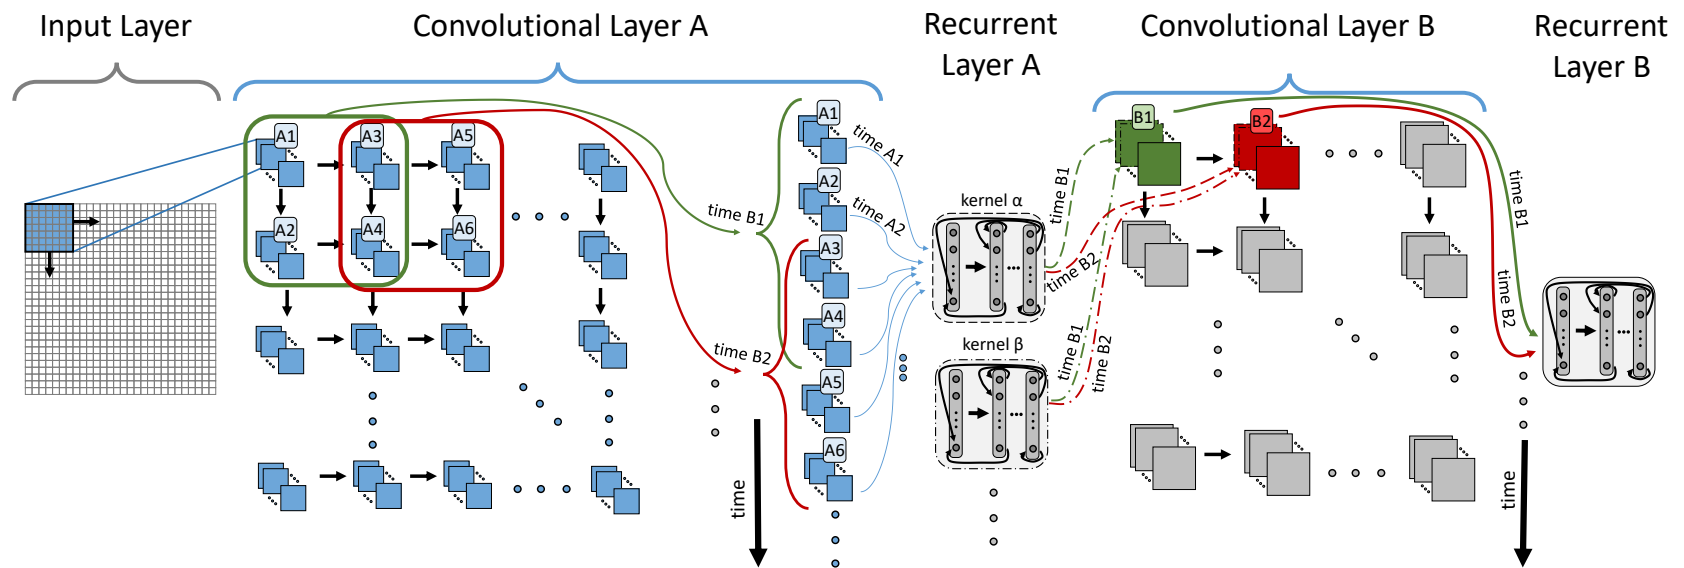 Input Layer
Convolutional Layer A
Recurrent
Layer A
Convolutional Layer B
Recurrent
Layer B
A1
A3
A5
A2
A4
A6
time B1
time B2
time
A1
A2
A3
A4
A5
A6
time A1
time A2
kernel α
kernel β
time B1
time B2
time B1
time B2
B1
B2
time B1
time B2
time